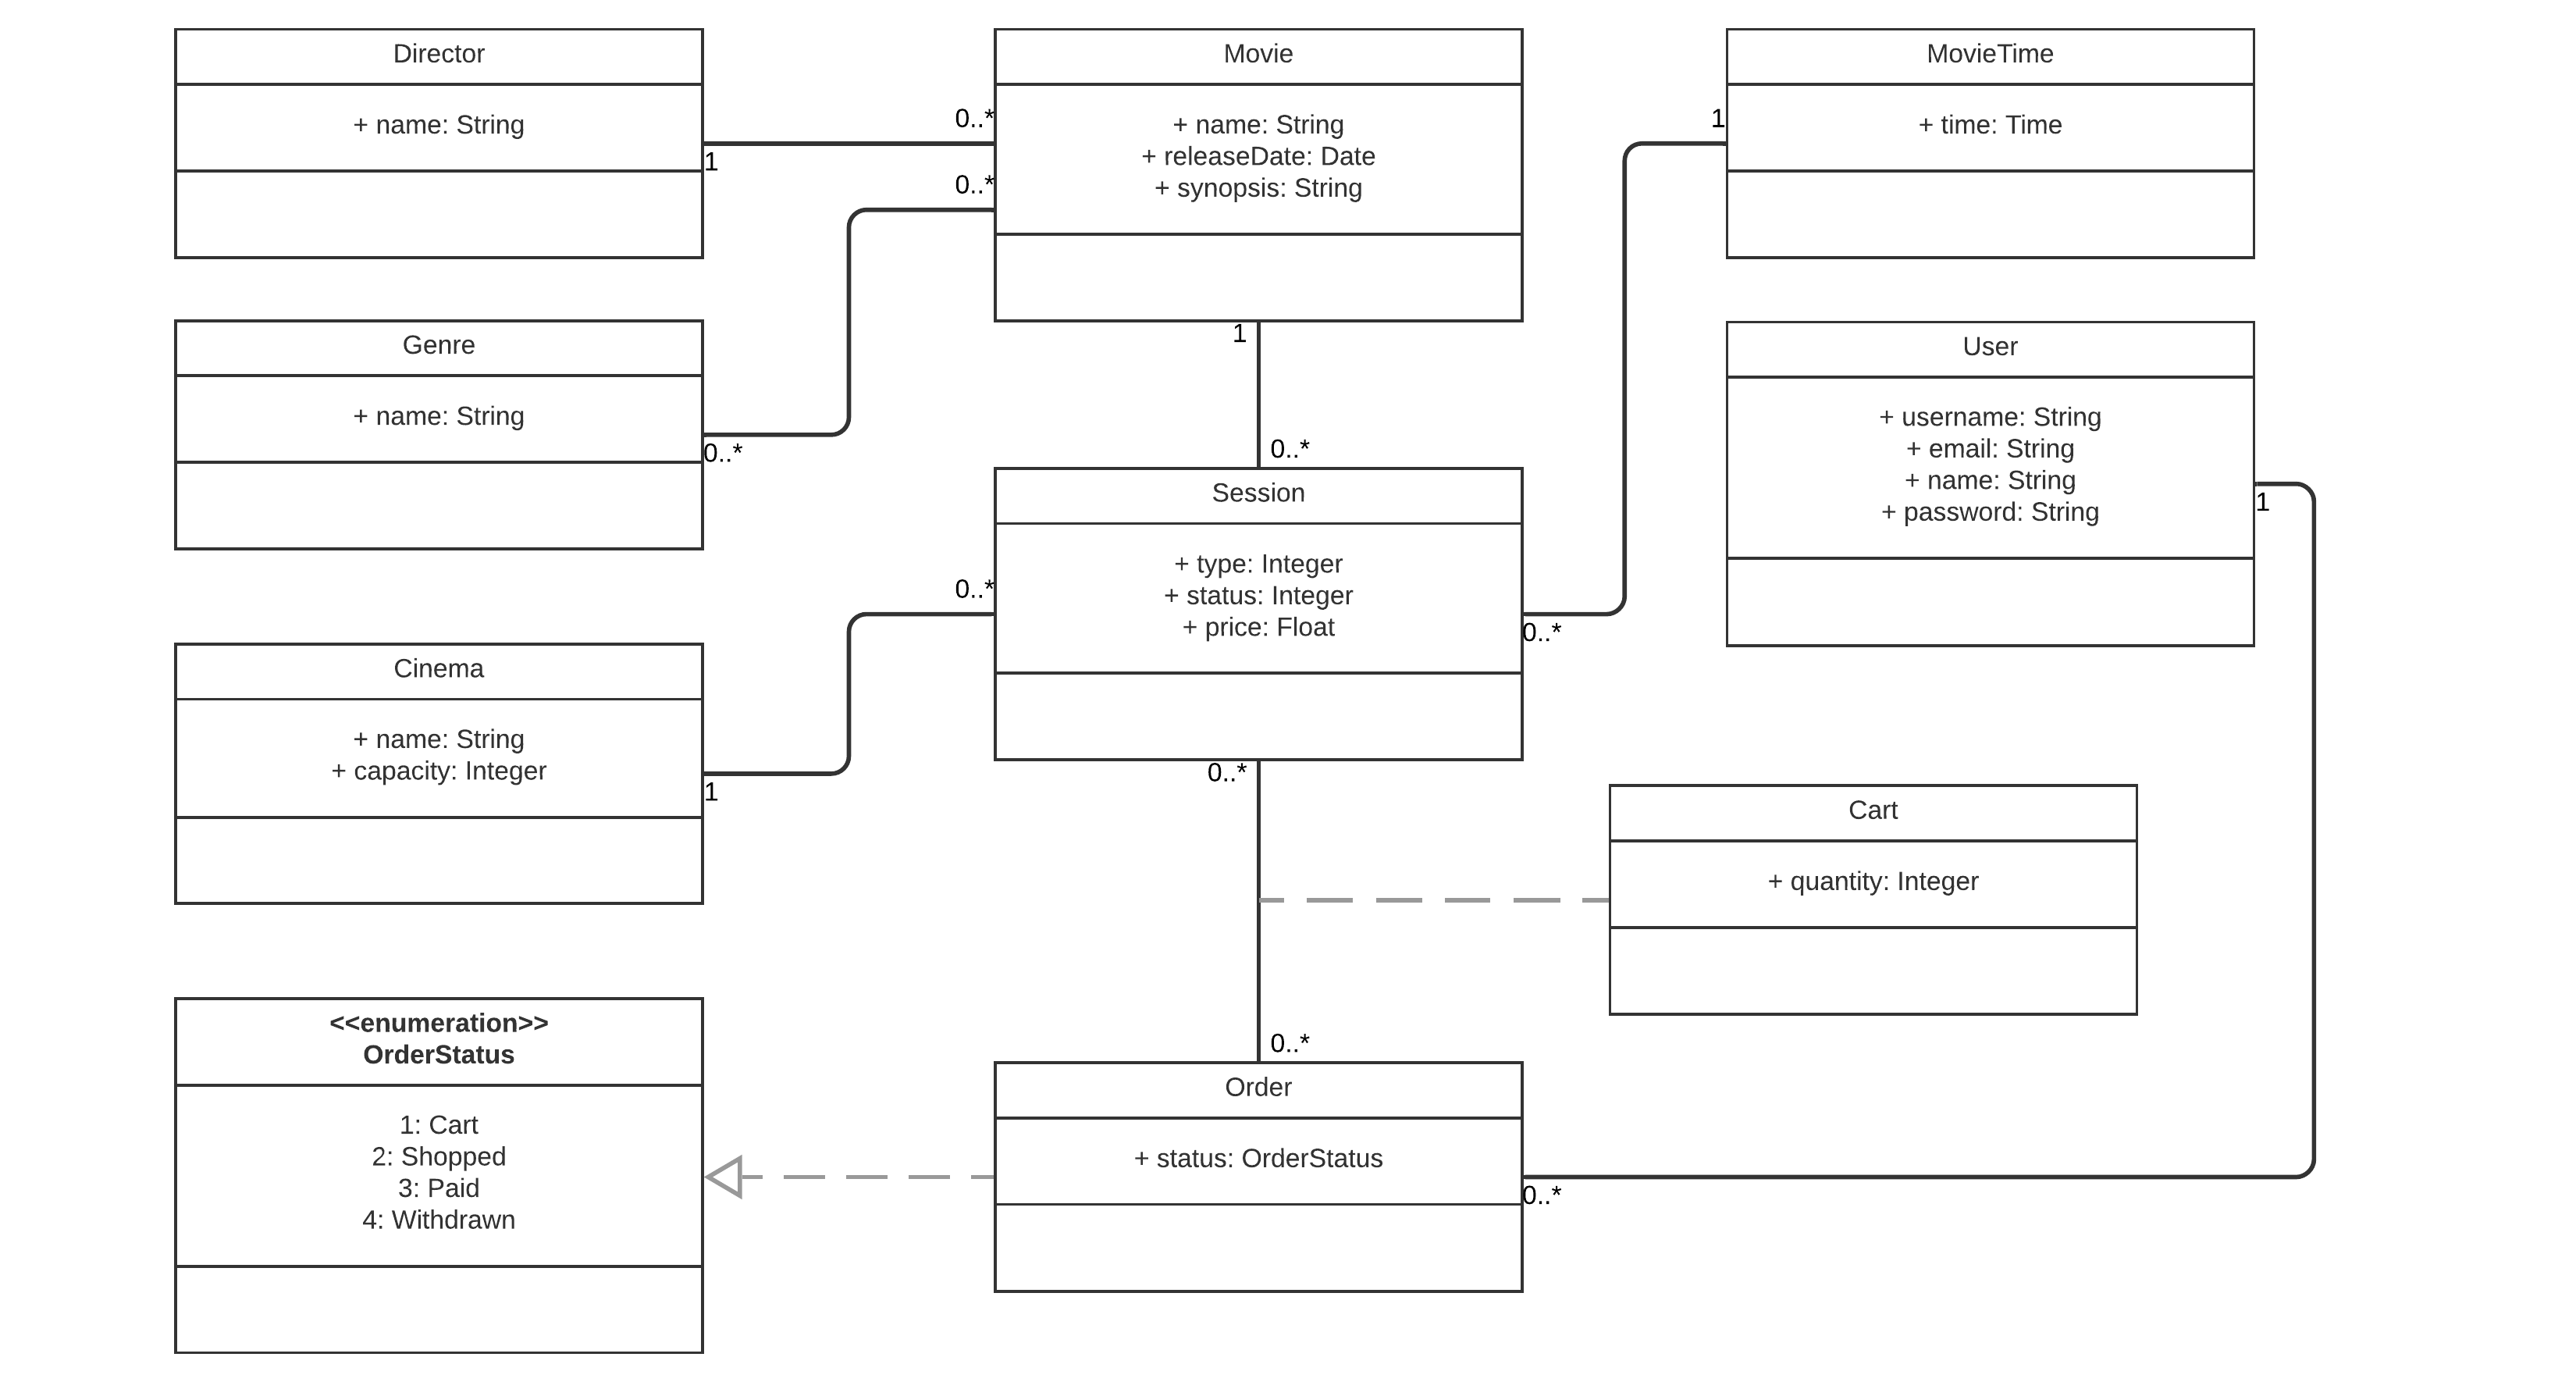 Director
+ name: String
1
0..*
Movie
+ name: String
+ releaseDate: Date
+ synopsis: String
0..*
1
MovieTime
+ time: Time
1
Genre
+ name: String
0..*
User
+ username: String
+ email: String
+ name: String
+ password: String
1
0..*
Session
+ type: Integer
+ status: Integer
+ price: Float
0..*
0..*
0..*
Cinema
+ name: String
+ capacity: Integer
1
Cart
+ quantity: Integer
<<enumeration>>
OrderStatus
1: Cart
2: Shopped
3: Paid
4: Withdrawn
0..*
Order
+ status: OrderStatus
0..*